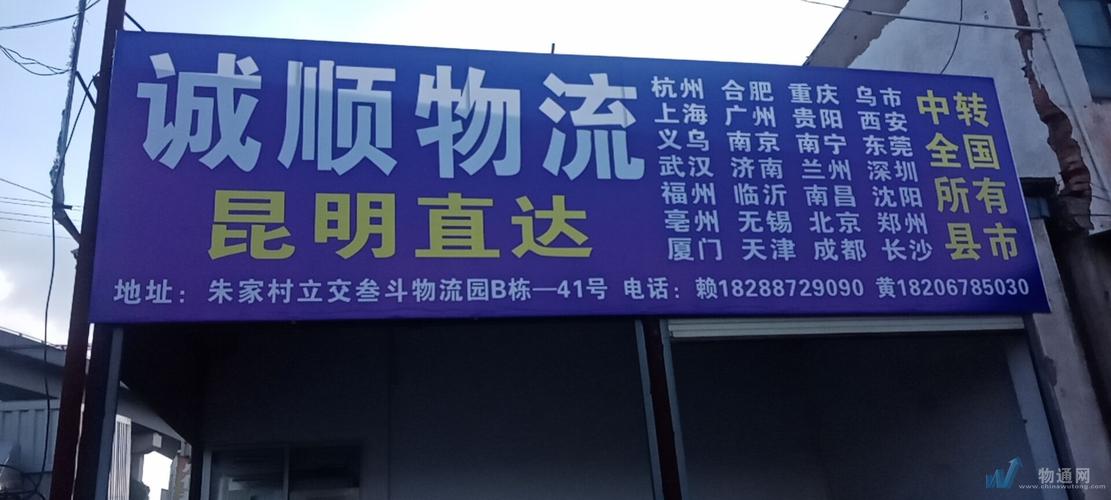 诚顺物流
昆明直达
杭州 合肥 重庆 乌市
上海 广州 贵阳 西安
义乌 南京 南宁 东莞
武汉 济南 兰州 深圳
福州 临沂 南昌 沈阳
亳州 无锡 北京 郑州
厦门 天津 成都 长沙
中转
全国
所有
县市
地址：朱家村立交叁斗物流园B栋—41号 电话：赖18288729090 黄18206785030
物通网
www.chinawutong.com